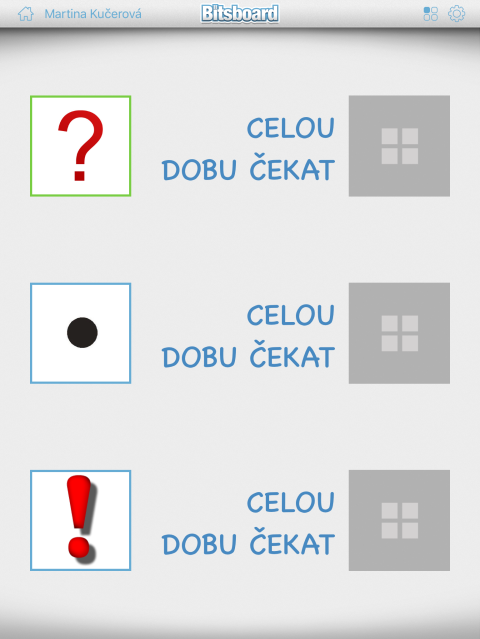 Martina Kučerová
Bitsboard
?
CELOU
DOBU ČEKAT
•
CELOU
DOBU ČEKAT
!
CELOU
DOBU ČEKAT